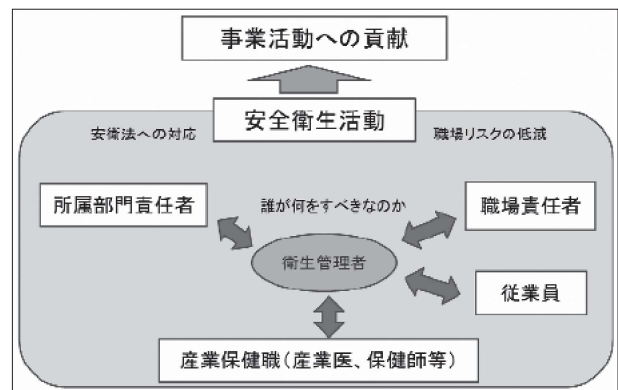 事業活動への貢献
安全衛生活動
安衛法への対応
職場リスクの低減
所属部門責任者
誰が何をすべきなのか
職場責任者
衛生管理者
従業員
産業保健職(産業医、保健師等)